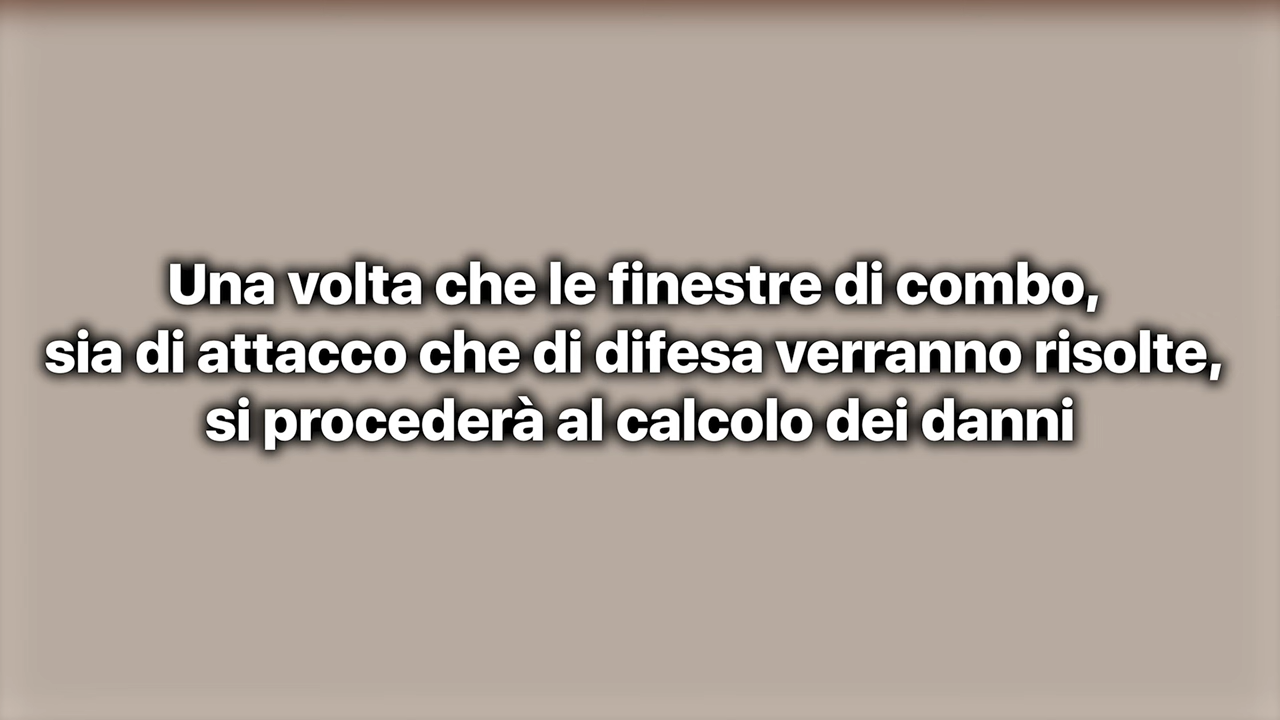 Una volta che le finestre di combo,
sia di attacco che di difesa verranno risolte,
si procederà al calcolo dei danni